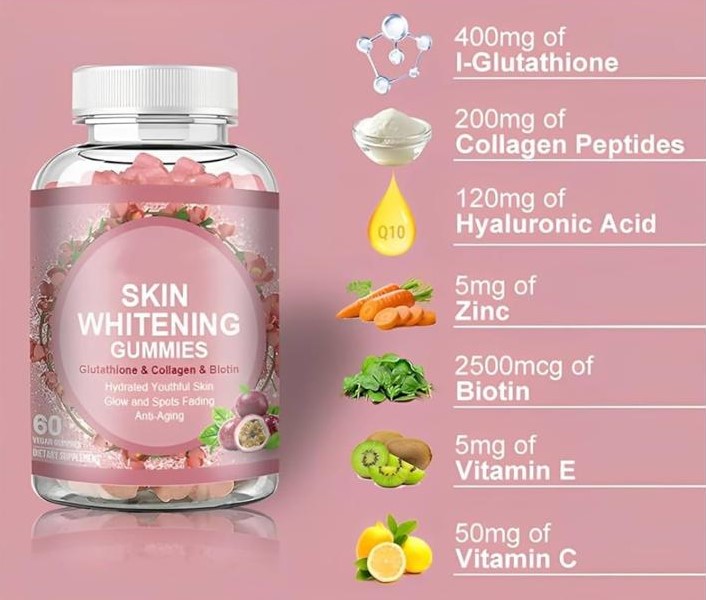 SKIN
WHITENING
GUMMIES
Glutathione & Collagen & Biotin
Hydrated Youthful Skin
Glow and Spots Fading
Anti-Aging
60
VEGAN GUMMIES
DIETARY SUPPLEMENT
400mg of
l-Glutathione
200mg of
Collagen Peptides
120mg of
Hyaluronic Acid
Q10
5mg of
Zinc
2500mcg of
Biotin
5mg of
Vitamin E
50mg of
Vitamin C